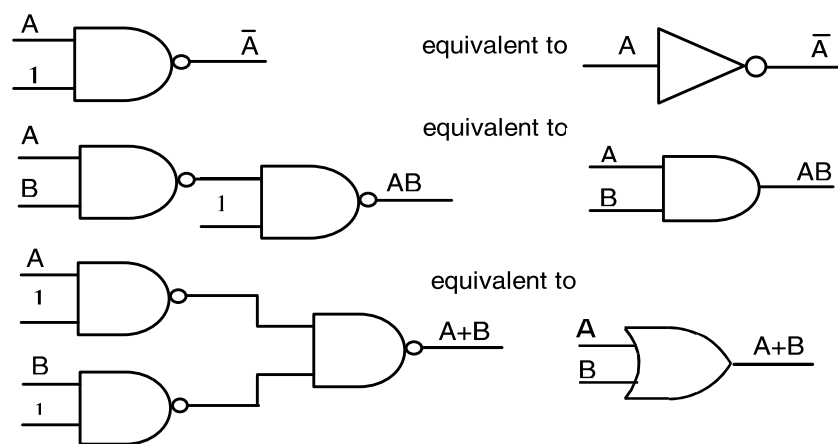 A
1
A̅
equivalent to
A
A̅
A
B
1
AB
equivalent to
A
B
AB
A
1
B
1
A+B
equivalent to
A
B
A+B